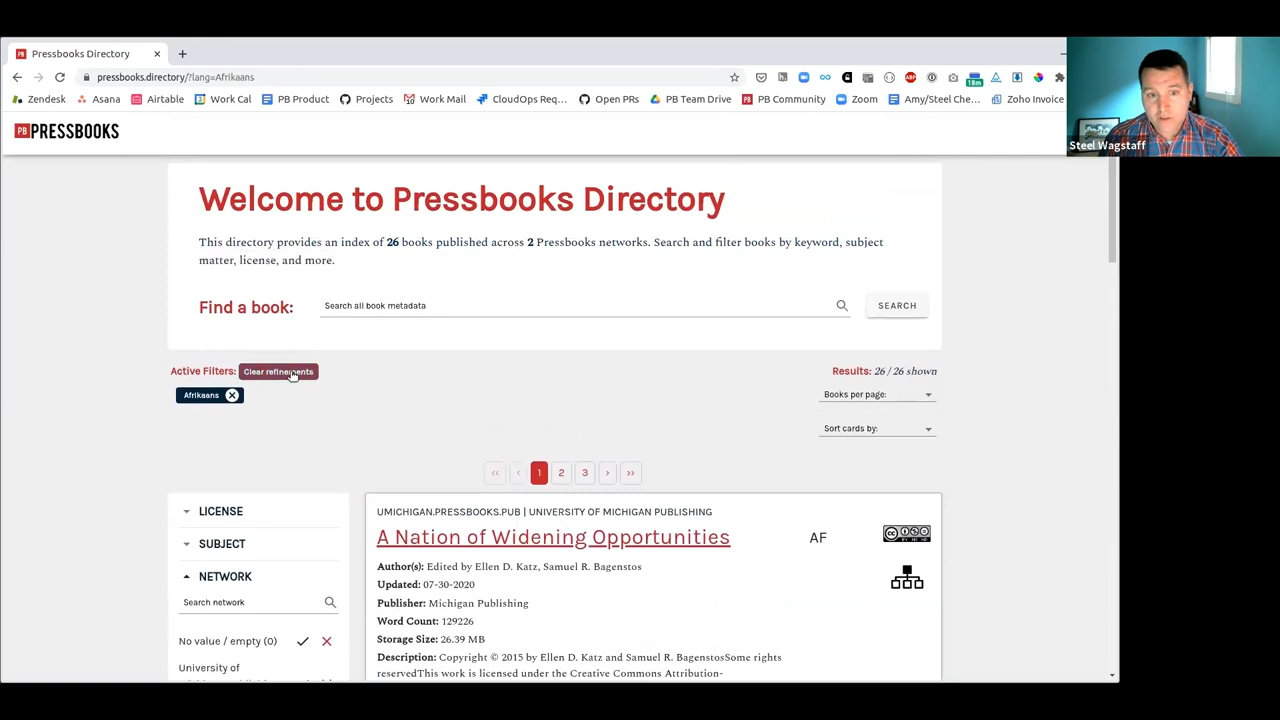 Pressbooks Directory
pressbooks.directory/?lang=Afrikaans
18m
Zendesk
Asana
Airtable
Work Cal
PB Product
Projects
Work Mail
CloudOps Req...
Open PRs
PB Team Drive
PB Community
Zoom
Amy/Steel Che...
Zoho Invoice
Steel Wagstaff
PB PRESSBOOKS
Welcome to Pressbooks Directory
This directory provides an index of 26 books published across 2 Pressbooks networks. Search and filter books by keyword, subject
matter, license, and more.
Find a book:
Search all book metadata
SEARCH
Active Filters:
Clear refinements
Afrikaans
Results: 26 / 26 shown
Books per page:
Sort cards by:
‹‹ ‹ 1 2 3 › ››
LICENSE
SUBJECT
NETWORK
Search network
No value / empty (0)
University of
UMICHIGAN.PRESSBOOKS.PUB | UNIVERSITY OF MICHIGAN PUBLISHING
A Nation of Widening Opportunities
AF
Author(s): Edited by Ellen D. Katz, Samuel R. Bagenstos
Updated: 07-30-2020
Publisher: Michigan Publishing
Word Count: 129226
Storage Size: 26.39 MB
Description: Copyright © 2015 by Ellen D. Katz and Samuel R. BagenstosSome rights
reservedThis work is licensed under the Creative Commons Attribution-